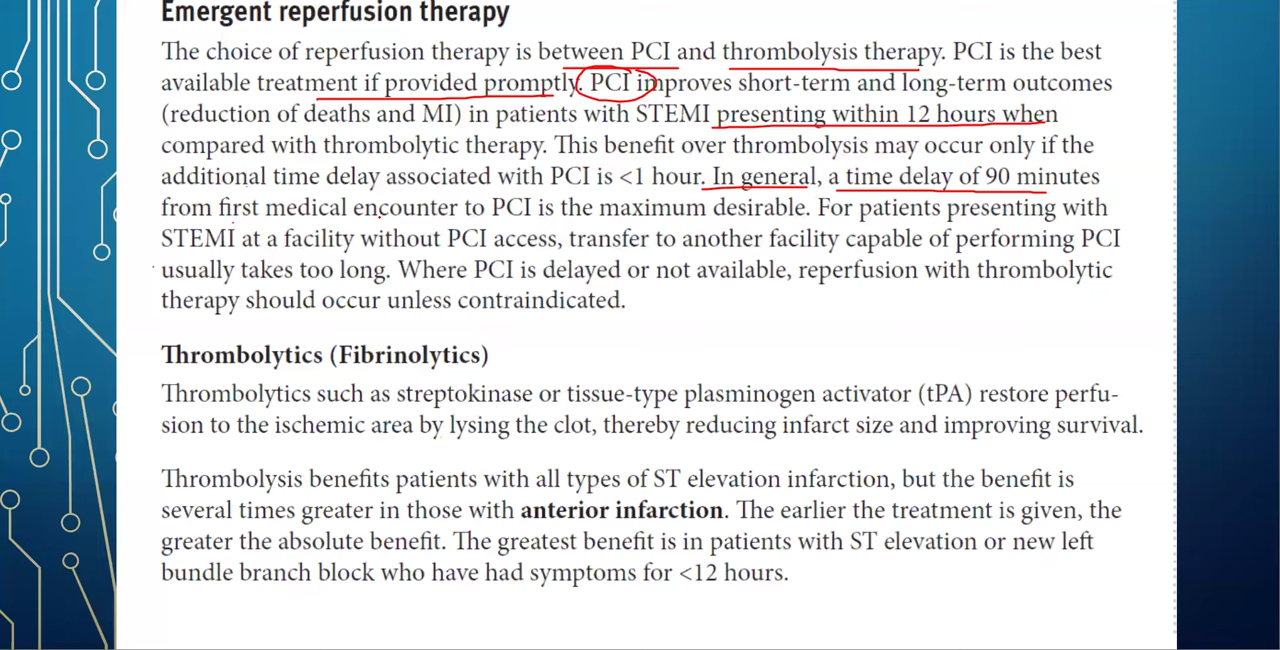 Emergent reperfusion therapy
The choice of reperfusion therapy is between PCI and thrombolysis therapy. PCI is the best
available treatment if provided promptly. PCI improves short-term and long-term outcomes
(reduction of deaths and MI) in patients with STEMI presenting within 12 hours when
compared with thrombolytic therapy. This benefit over thrombolysis may occur only if the
additional time delay associated with PCI is <1 hour. In general, a time delay of 90 minutes
from first medical encounter to PCI is the maximum desirable. For patients presenting with
STEMI at a facility without PCI access, transfer to another facility capable of performing PCI
usually takes too long. Where PCI is delayed or not available, reperfusion with thrombolytic
therapy should occur unless contraindicated.
Thrombolytics (Fibrinolytics)
Thrombolytics such as streptokinase or tissue-type plasminogen activator (tPA) restore perfu-
sion to the ischemic area by lysing the clot, thereby reducing infarct size and improving survival.
Thrombolysis benefits patients with all types of ST elevation infarction, but the benefit is
several times greater in those with anterior infarction. The earlier the treatment is given, the
greater the absolute benefit. The greatest benefit is in patients with ST elevation or new left
bundle branch block who have had symptoms for <12 hours.